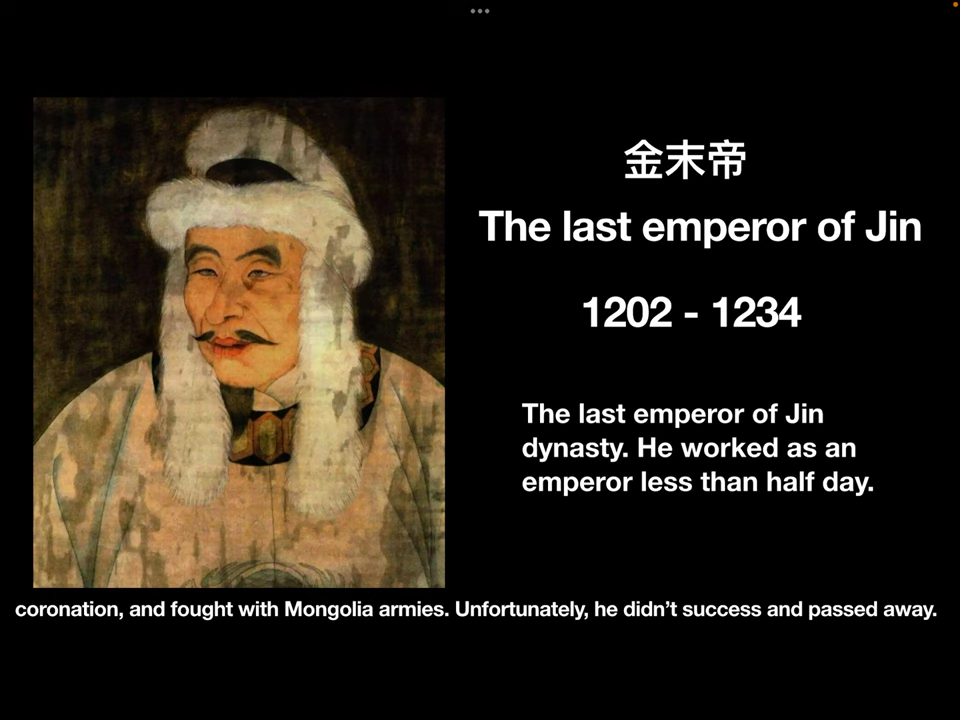 金末帝
The last emperor of Jin
1202 - 1234
The last emperor of Jin
dynasty. He worked as an
emperor less than half day.
coronation, and fought with Mongolia armies. Unfortunately, he didn't success and passed away.